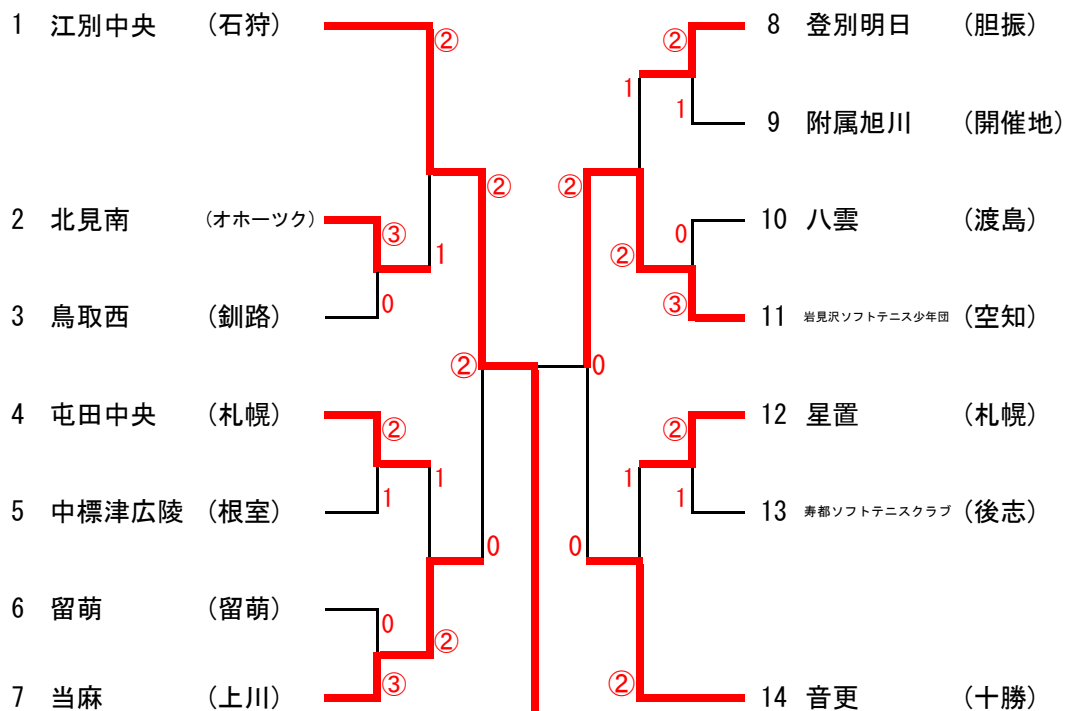 1 江別中央 (石狩)
②
2 北見南 (オホーツク)
③
1
②
3 鳥取西 (釧路)
0
②
4 屯田中央 (札幌)
②
1
5 中標津広陵 (根室)
1
0
6 留萌 (留萌)
0
②
7 当麻 (上川)
③
8 登別明日 (胆振)
②
1
9 附属旭川 (開催地)
1
②
10 八雲 (渡島)
0
②
11 岩見沢ソフトテニス少年団 (空知)
③
0
12 星置 (札幌)
②
1
13 寿都ソフトテニスクラブ (後志)
1
0
14 音更 (十勝)
②